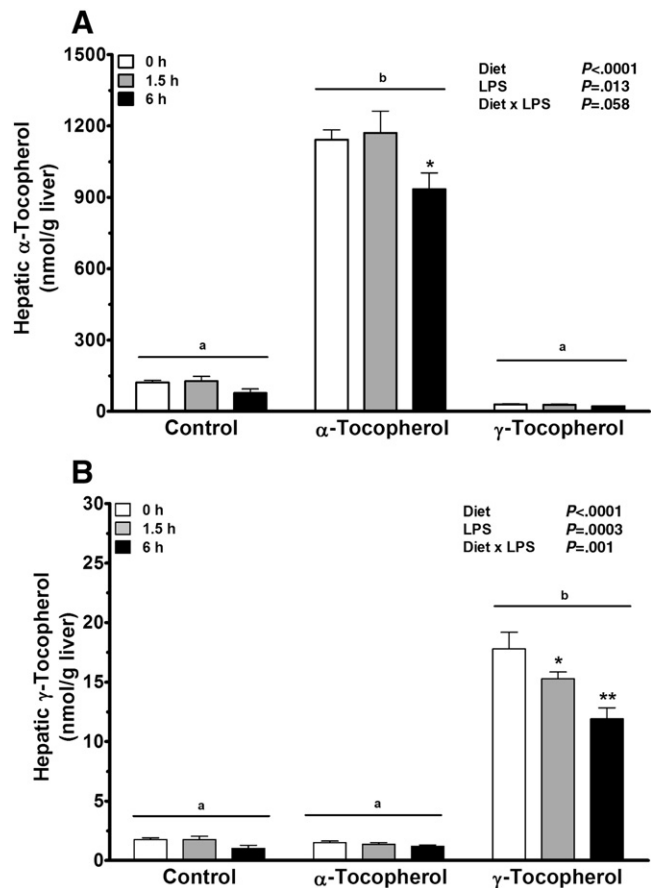 A
1500
1200
900
600
300
0
Hepatic α-Tocopherol
(nmol/g liver)
0 h
1.5 h
6 h
Diet P<.0001
LPS P=.013
Diet x LPS P=.058
a
b
*
a
Control α-Tocopherol γ-Tocopherol
B
30
25
20
15
10
5
0
Hepatic γ-Tocopherol
(nmol/g liver)
0 h
1.5 h
6 h
Diet P<.0001
LPS P=.0003
Diet x LPS P=.001
a
a
b
*
**
Control α-Tocopherol γ-Tocopherol